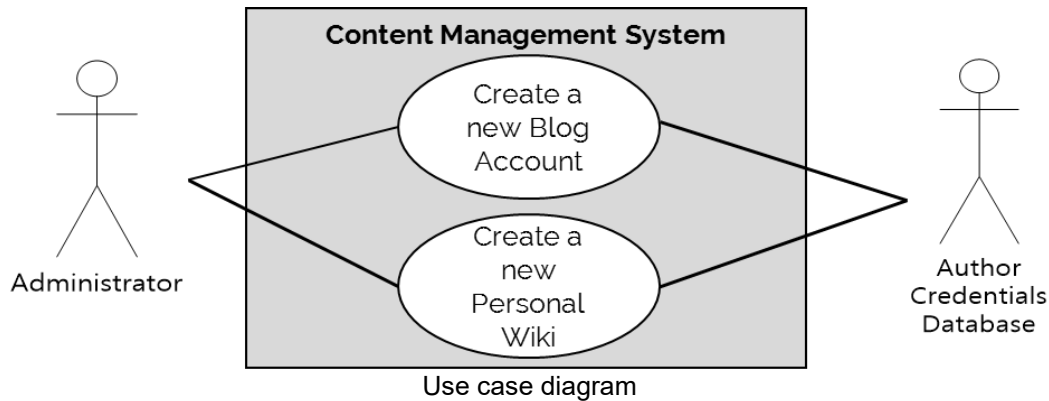 Content Management System
Create a
new Blog
Account
Create a
new
Personal
Wiki
Administrator
Author
Credentials
Database
Use case diagram